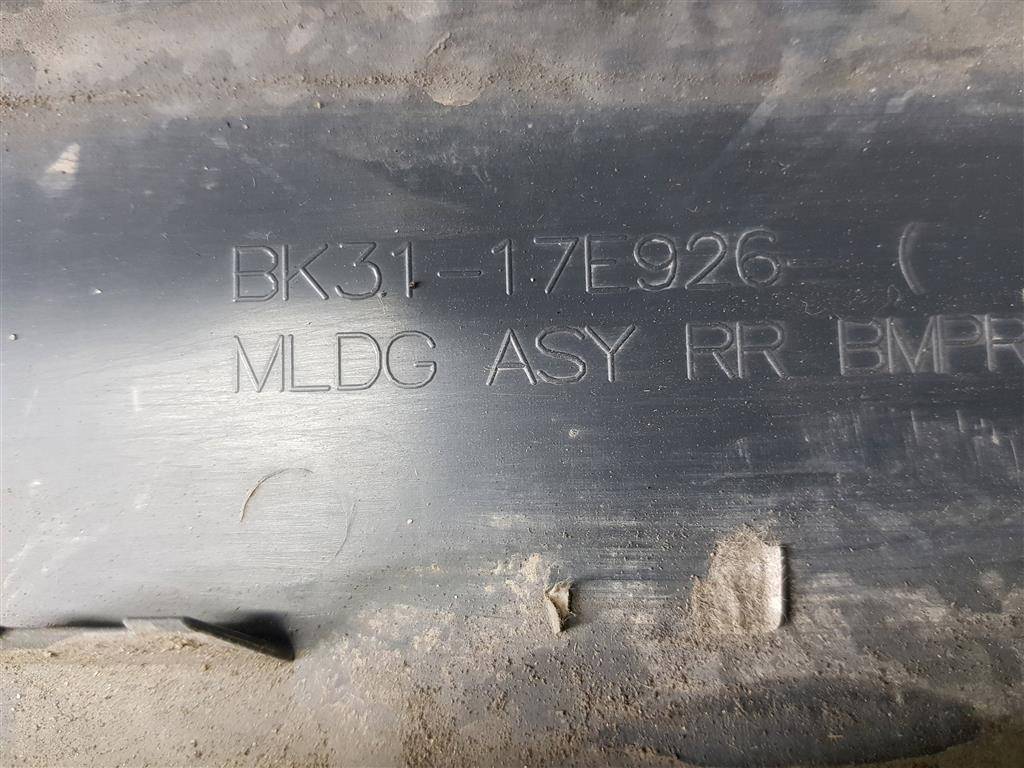 BK31-17E926 (
MLDG ASY RR BMPR